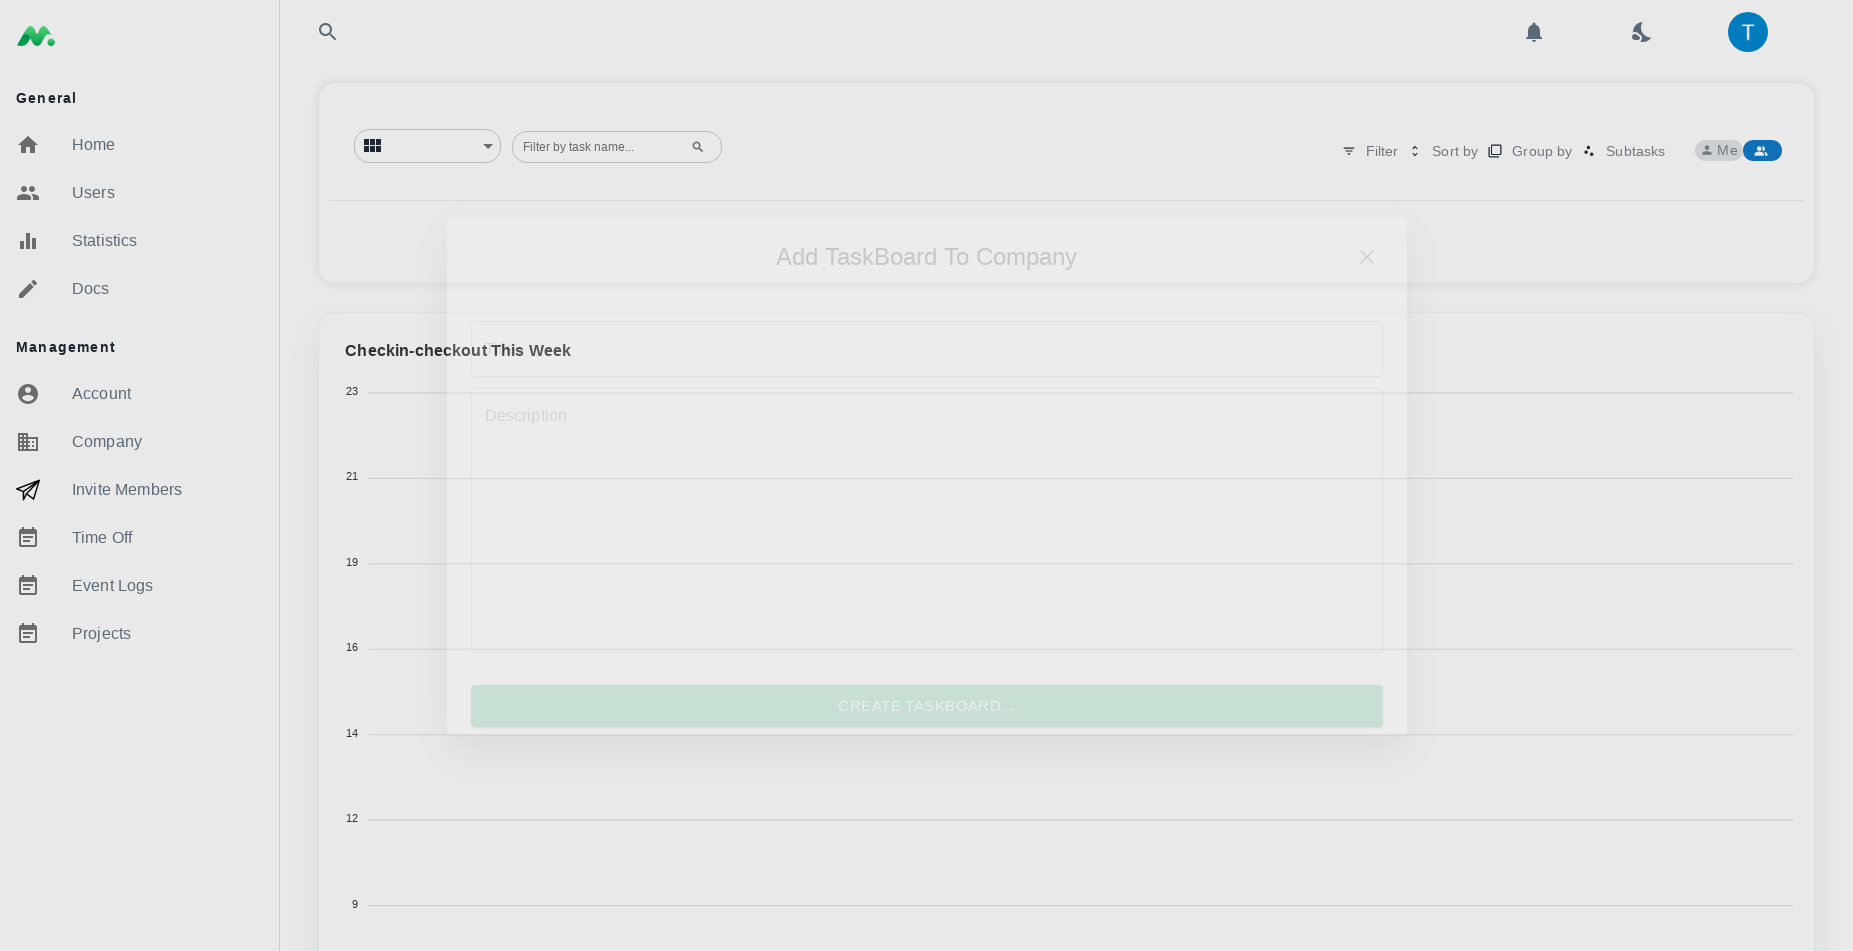 T
General
Home
Users
Statistics
Docs
Management
Account
Company
Invite Members
Time Off
Event Logs
Projects
Filter by task name...
Filter
Sort by
Group by
Subtasks
Me
Add TaskBoard To Company
Checkin-checkout This Week
Description
CREATE TASKBOARD...
23
21
19
16
14
12
9